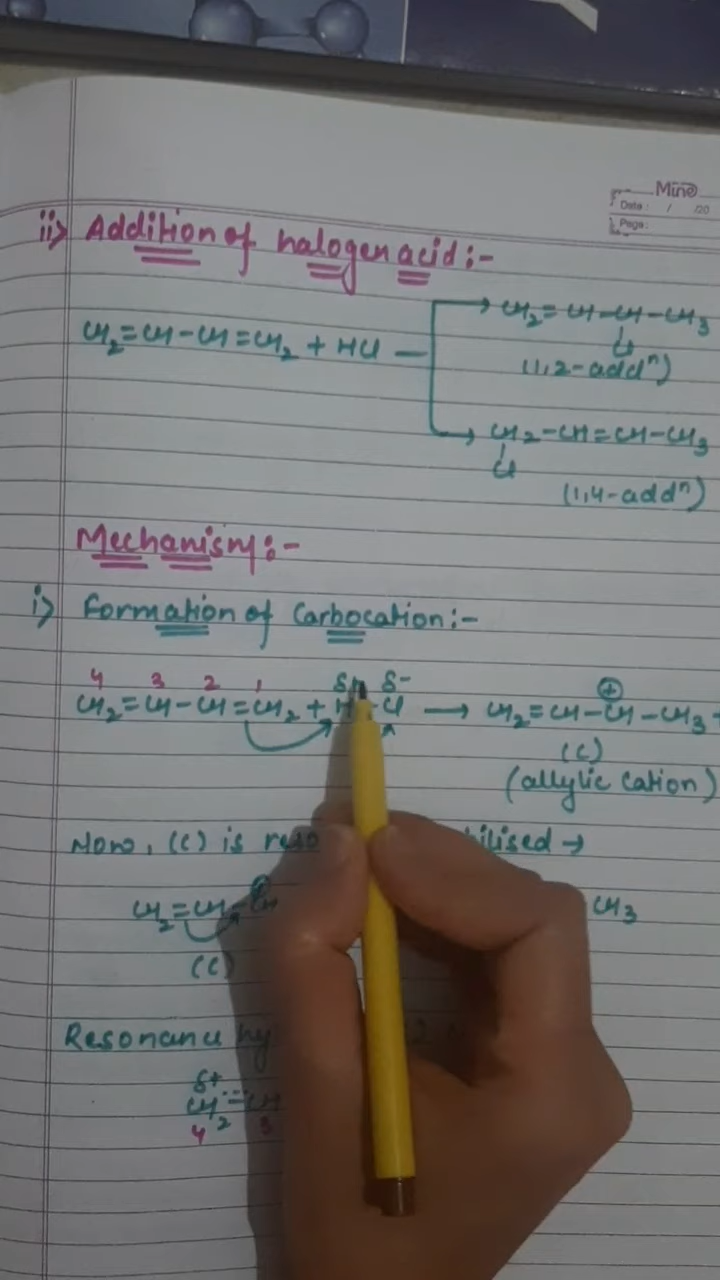 Mine
Date: / /20
Page:
ii> Addition of halogen acid:-
CH2=CH-CH=CH2 + HCl
CH2=CH-CH-CH3
Cl
(1,2-addn)
CH2-CH=CH-CH3
Cl
(1,4-addn)
Mechanism:-
i> Formation of Carbocation:-
4 3 2 1 δ δ-
CH2=CH-CH=CH2 + H-Cl → CH2=CH-CH-CH3 +
⊕
(C)
(allylic cation)
Now, (C) is →
CH2=CH-CH CH3
⊕
(C)
Resonance
δ+
CH2=CH
4 3